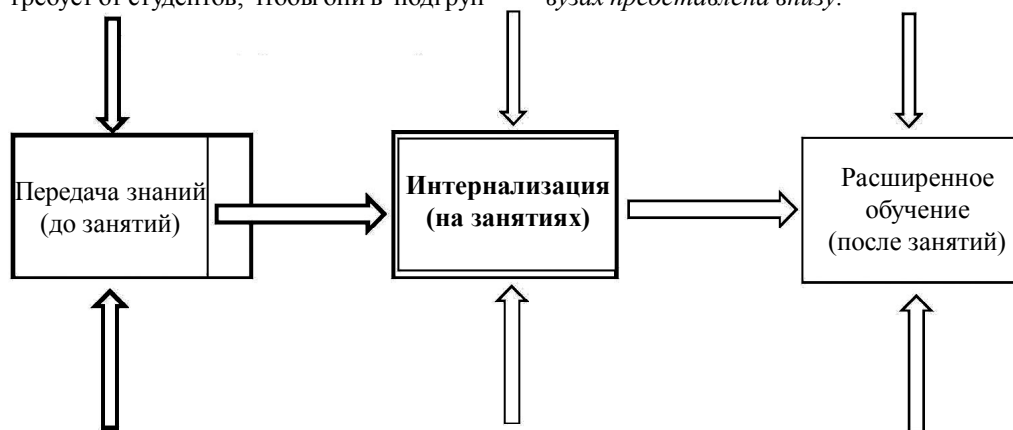 требует от студентов, чтобы они в подгруп
вузах представлена внизу.
Передача знаний
(до занятий)
Интернализация
(на занятиях)
Расширенное
обучение
(после занятий)